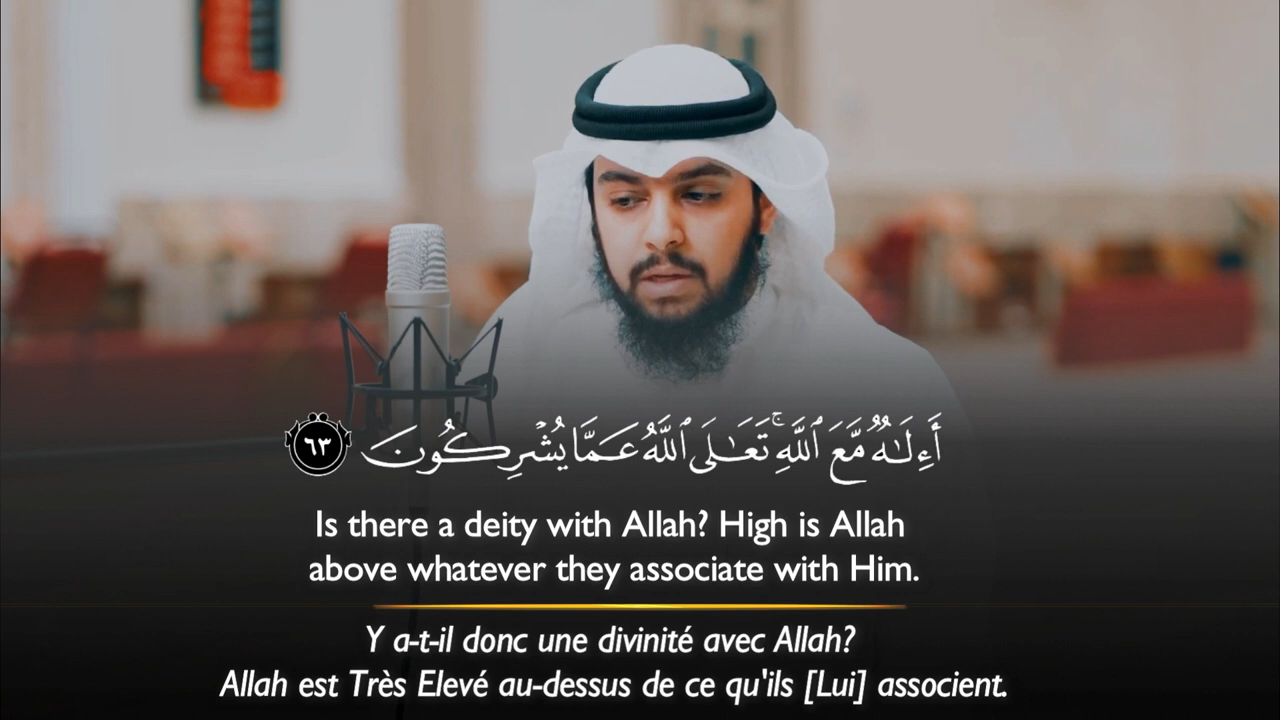 أَءِلَٰهٌ مَّعَ ٱللَّهِ ۚ تَعَٰلَى ٱللَّهُ عَمَّا يُشْرِكُونَ ٦٣
Is there a deity with Allah? High is Allah
above whatever they associate with Him.
Y a-t-il donc une divinité avec Allah?
Allah est Très Elevé au-dessus de ce qu'ils [Lui] associent.